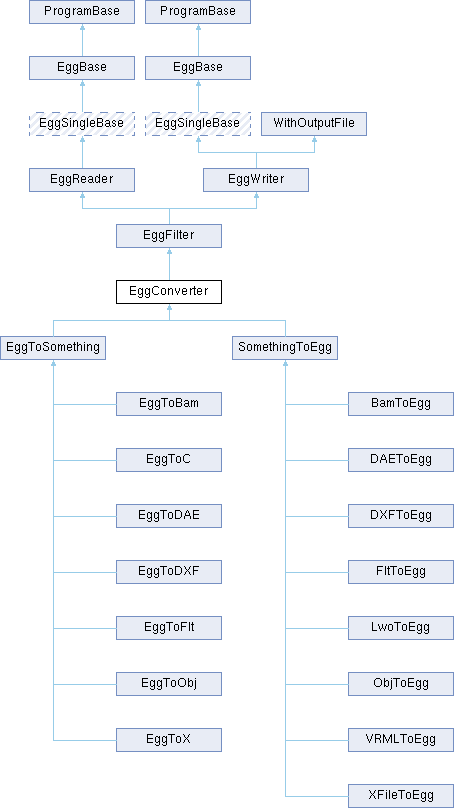 ProgramBase
ProgramBase
EggBase
EggBase
EggSingleBase
EggSingleBase
WithOutputFile
EggReader
EggWriter
EggFilter
EggConverter
EggToSomething
SomethingToEgg
EggToBam
BamToEgg
EggToC
DAEToEgg
EggToDAE
DXFToEgg
EggToDXF
FltToEgg
EggToFlt
LwoToEgg
EggToObj
ObjToEgg
EggToX
VRMLToEgg
XFileToEgg